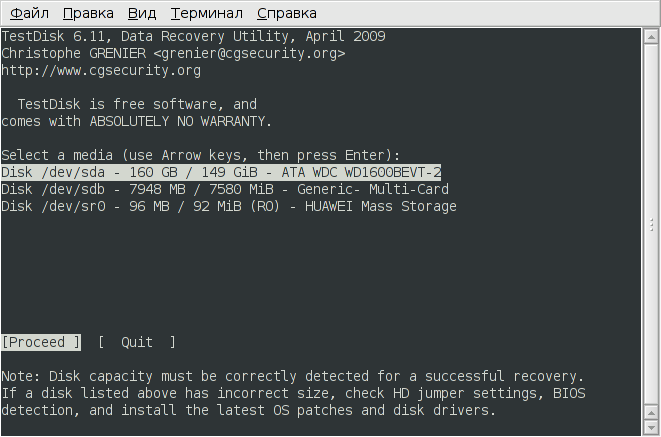 Файл Правка Вид Терминал Справка
TestDisk 6.11, Data Recovery Utility, April 2009
Christophe GRENIER <grenier@cgsecurity.org>
http://www.cgsecurity.org
TestDisk is free software, and
comes with ABSOLUTELY NO WARRANTY.
Select a media (use Arrow keys, then press Enter):
Disk /dev/sda - 160 GB / 149 GiB - ATA WDC WD1600BEVT-2
Disk /dev/sdb - 7948 MB / 7580 MiB - Generic- Multi-Card
Disk /dev/sr0 - 96 MB / 92 MiB (RO) - HUAWEI Mass Storage
[Proceed ]  [  Quit  ]
Note: Disk capacity must be correctly detected for a successful recovery.
If a disk listed above has incorrect size, check HD jumper settings, BIOS
detection, and install the latest OS patches and disk drivers.